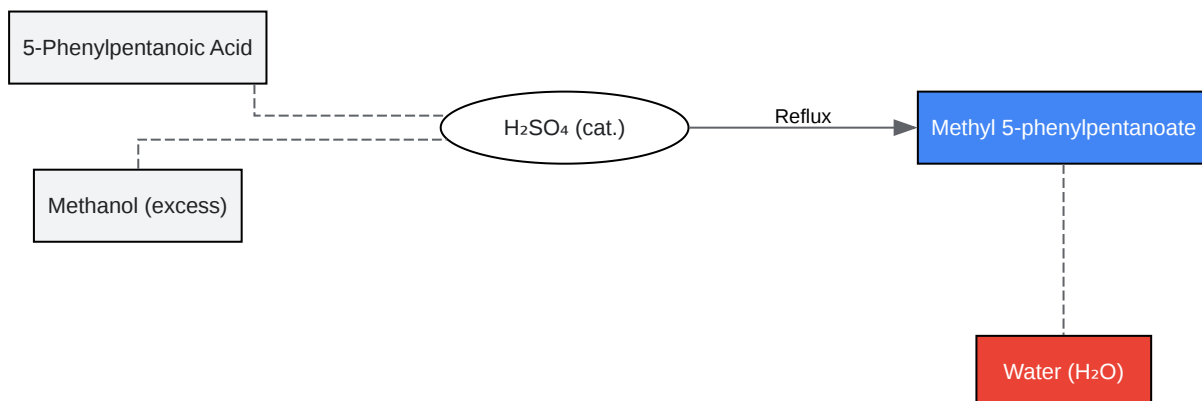 5-Phenylpentanoic Acid
Methanol (excess)
H₂SO₄ (cat.)
Reflux
Methyl 5-phenylpentanoate
Water (H₂O)